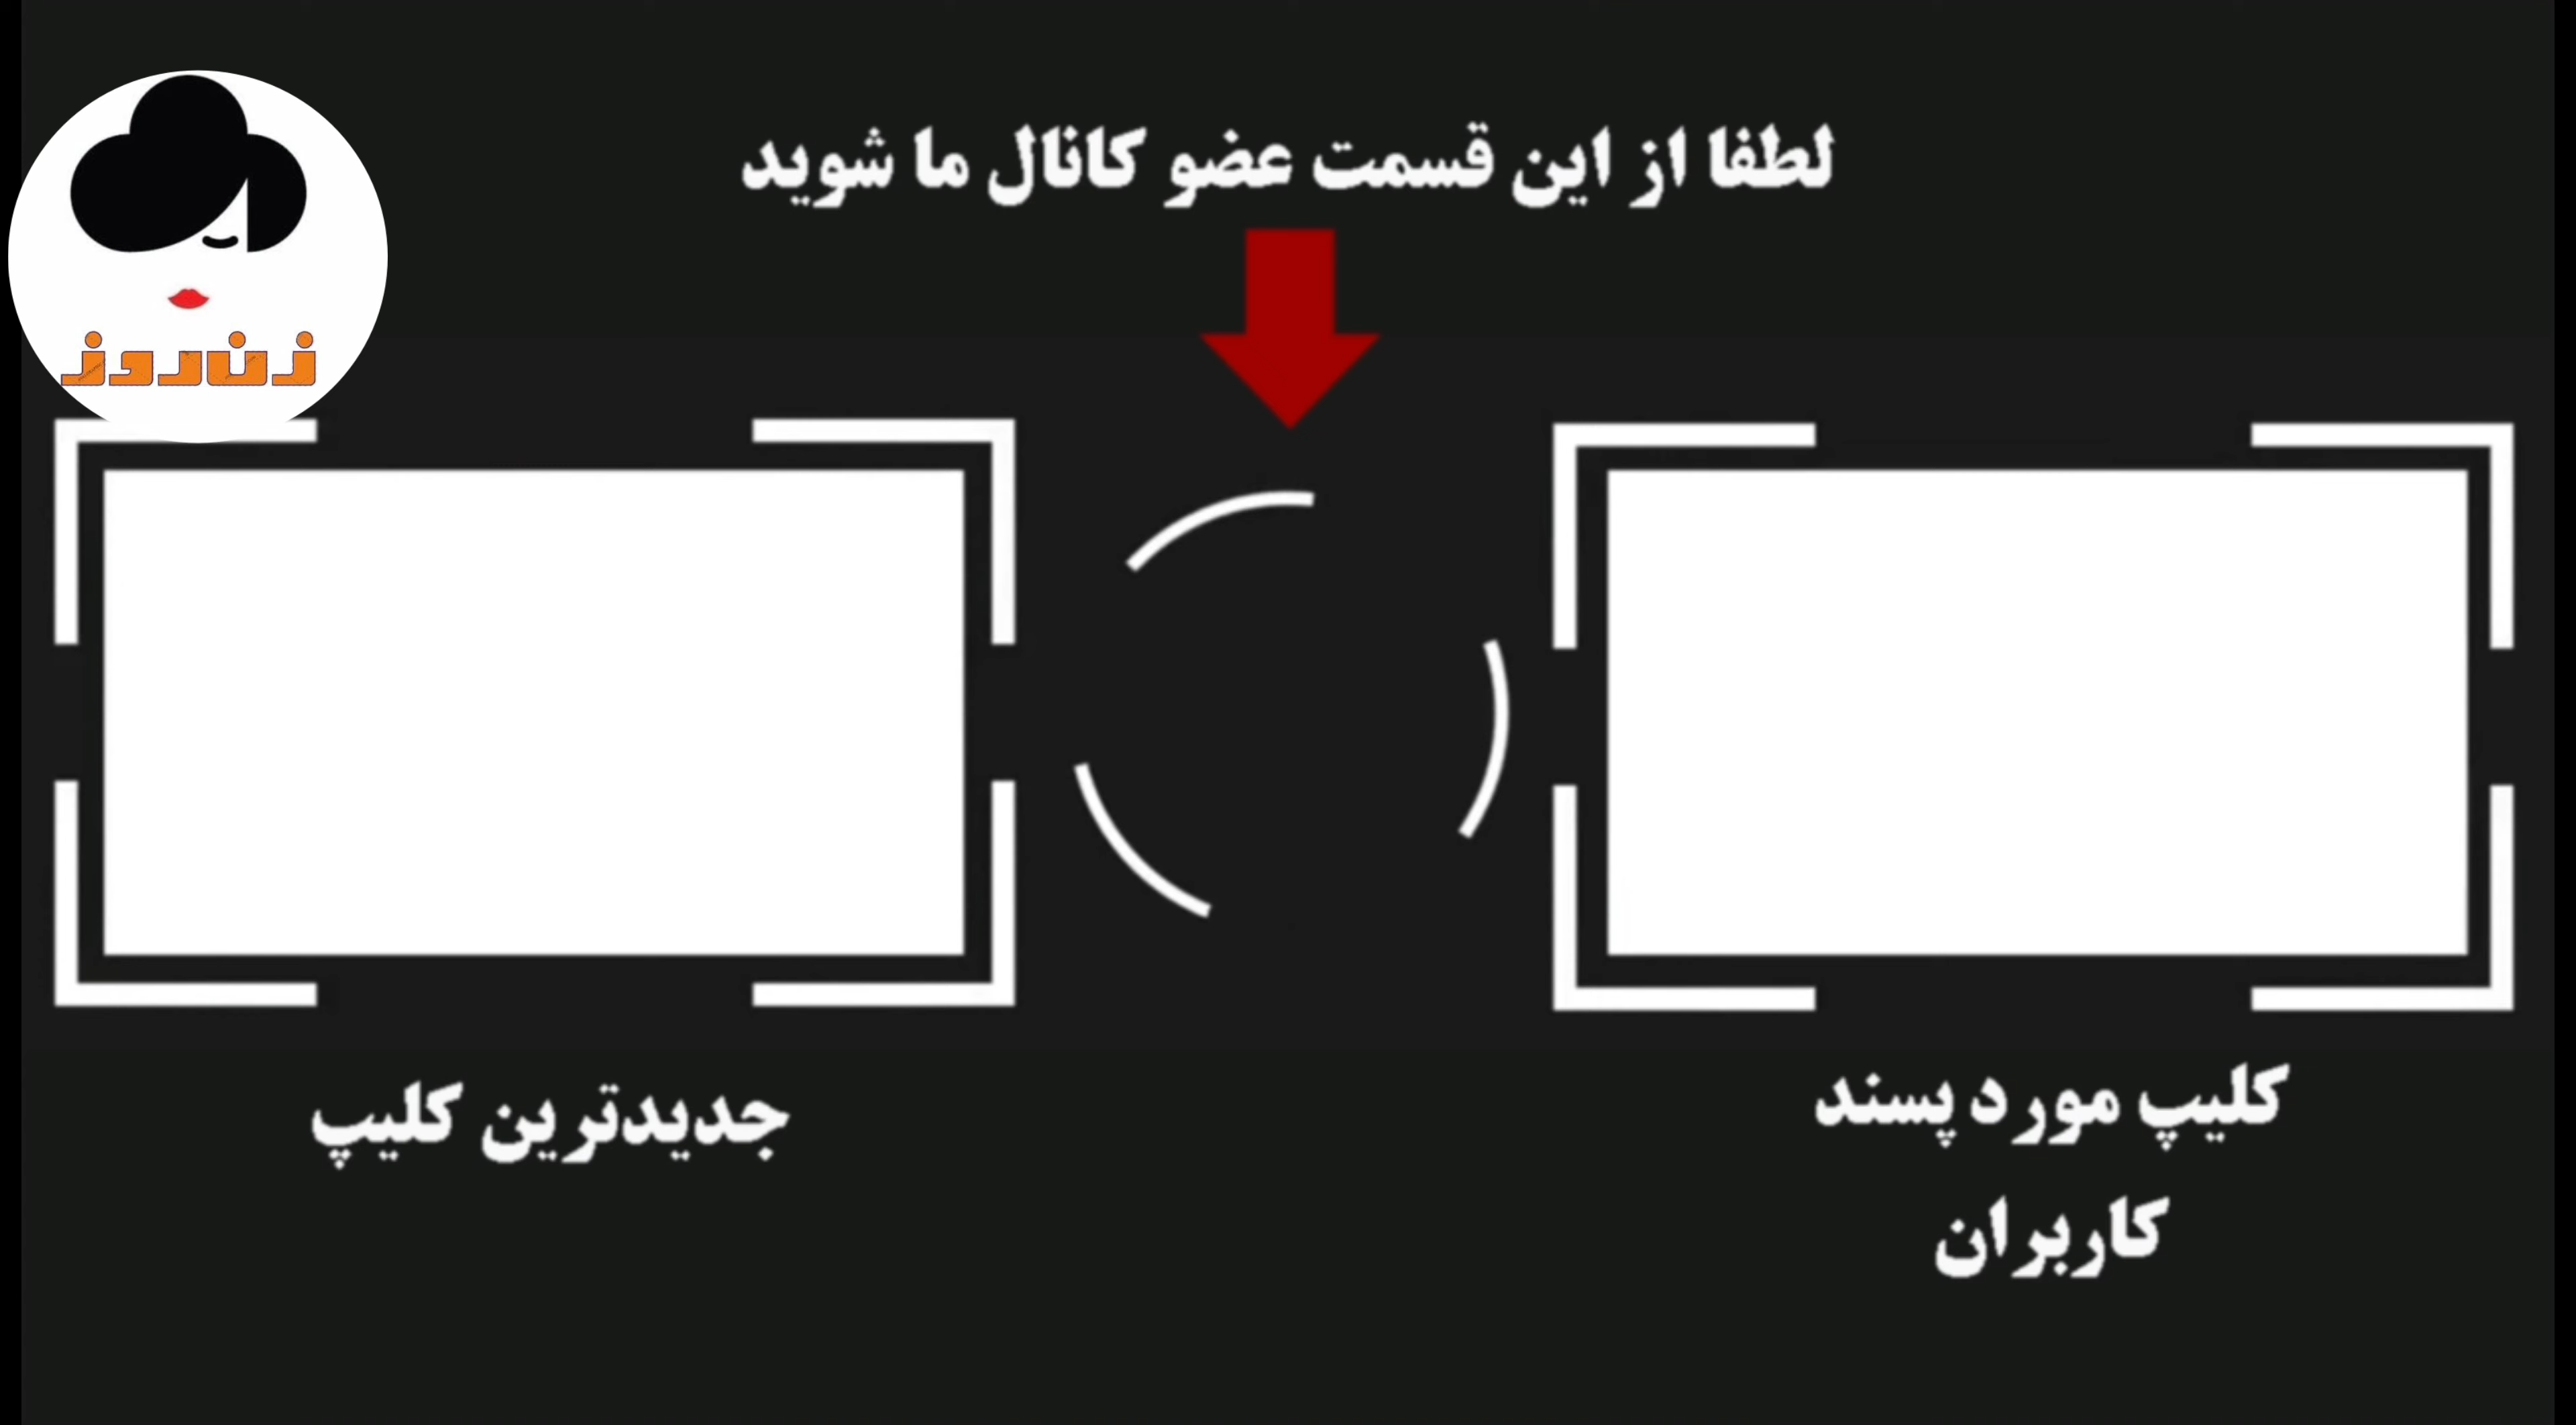 لطفا از این قسمت عضو کانال ما شوید
زن روز
کلیپ مورد پسند
کاربران
جدیدترین کلیپ